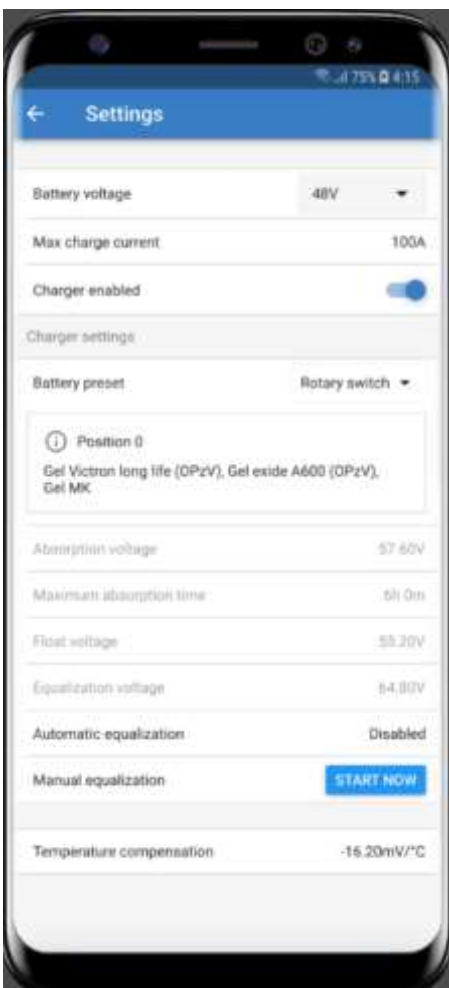 75% 4:15
Settings
Battery voltage 48V
Max charge current 100A
Charger enabled
Charger settings
Battery preset Rotary switch
Position 0
Gel Victron long life (OPzV), Gel exide A600 (OPzV),
Gel MK
Absorption voltage 57.60V
Maximum absorption time 6h 0m
Float voltage 55.20V
Equalization voltage 64.80V
Automatic equalization Disabled
Manual equalization START NOW
Temperature compensation -16.20mV/°C